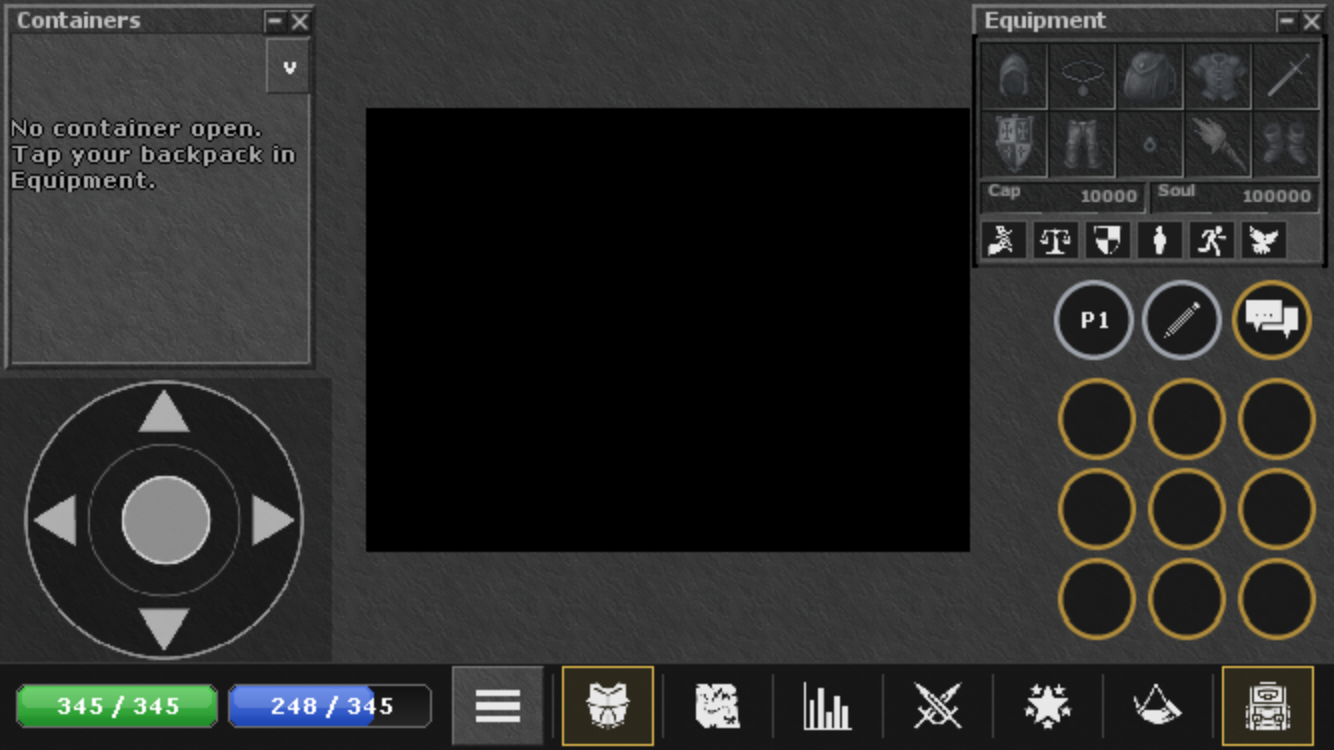 Containers
v
No container open.
Tap your backpack in
Equipment.
Equipment
Cap 10000 Soul 100000
P1
345 / 345
248 / 345